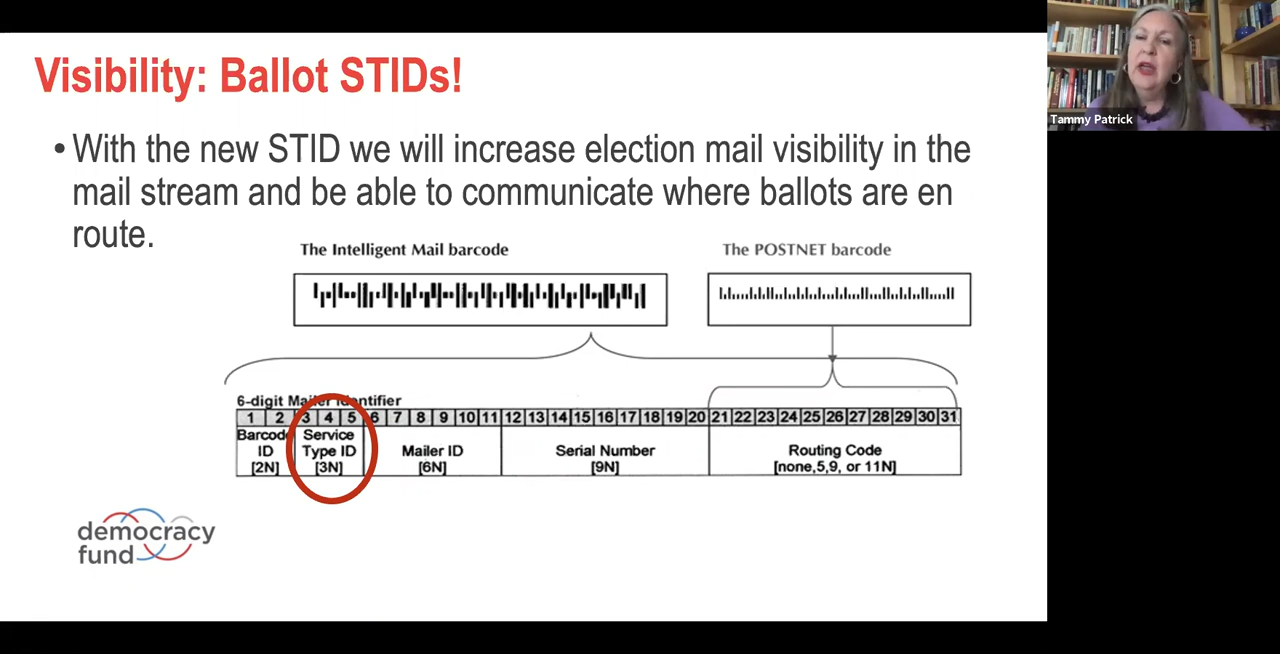 Visibility: Ballot STIDs!
• With the new STID we will increase election mail visibility in the
mail stream and be able to communicate where ballots are en
route.
The Intelligent Mail barcode
The POSTNET barcode
6-digit Mailer Identifier
1 2 3 4 5 6 7 8 9 10 11 12 13 14 15 16 17 18 19 20 21 22 23 24 25 26 27 28 29 30 31
Barcode ID [2N]
Service Type ID [3N]
Mailer ID [6N]
Serial Number [9N]
Routing Code [none,5,9, or 11N]
democracy
fund
Tammy Patrick